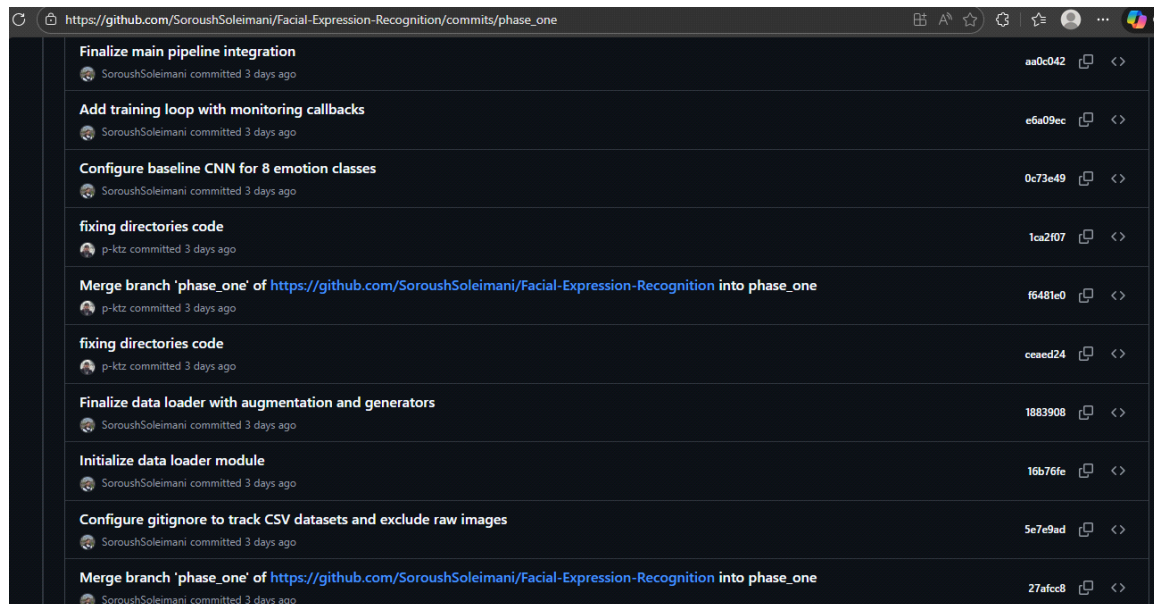 https://github.com/SoroushSoleimani/Facial-Expression-Recognition/commits/phase_one
Finalize main pipeline integration
SoroushSoleimani committed 3 days ago
aa0c042
Add training loop with monitoring callbacks
SoroushSoleimani committed 3 days ago
e6a09ec
Configure baseline CNN for 8 emotion classes
SoroushSoleimani committed 3 days ago
0c73e49
fixing directories code
p-ktz committed 3 days ago
1ca2f07
Merge branch 'phase_one' of https://github.com/SoroushSoleimani/Facial-Expression-Recognition into phase_one
p-ktz committed 3 days ago
f6481e0
fixing directories code
p-ktz committed 3 days ago
ceaed24
Finalize data loader with augmentation and generators
SoroushSoleimani committed 3 days ago
1883908
Initialize data loader module
SoroushSoleimani committed 3 days ago
16b76fe
Configure gitignore to track CSV datasets and exclude raw images
SoroushSoleimani committed 3 days ago
5e7e9ad
Merge branch 'phase_one' of https://github.com/SoroushSoleimani/Facial-Expression-Recognition into phase_one
SoroushSoleimani committed 3 days ago
27afcc8